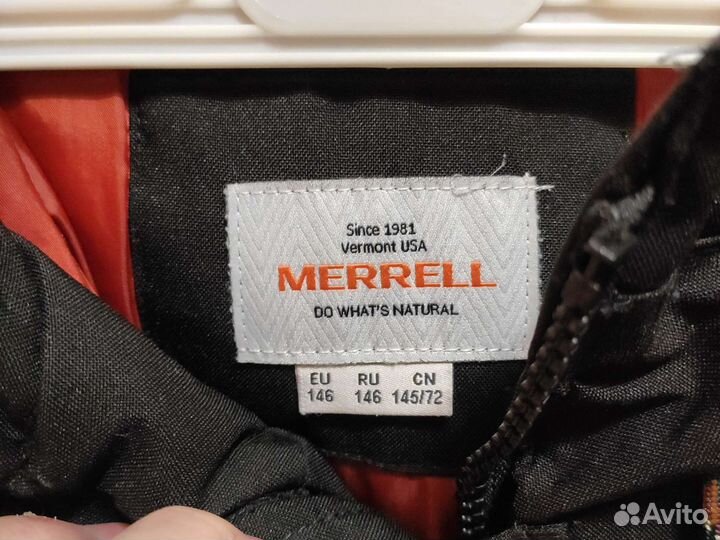 Since 1981
Vermont USA
MERRELL
DO WHAT'S NATURAL
EU RU CN
146 146 145/72
Avito